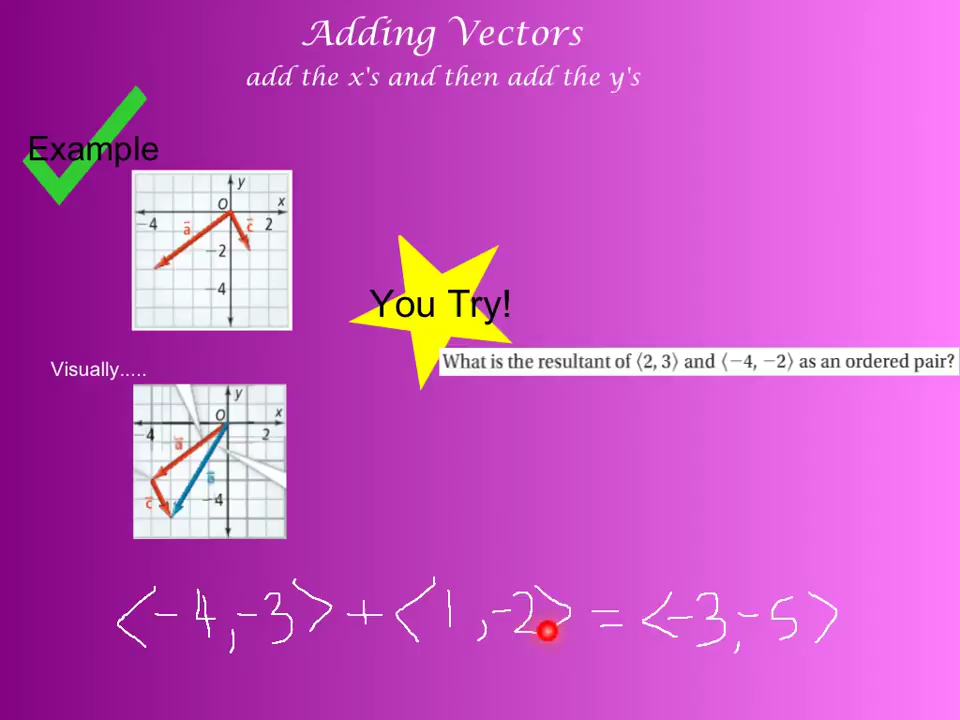 Adding Vectors
add the x's and then add the y's
Example
y
O x
-4 a c 2
-2
-4
You Try!
What is the resultant of ⟨2, 3⟩ and ⟨−4, −2⟩ as an ordered pair?
Visually.....
y
O x
-4 a 2
b
c -4
<-4,-3> + <1,-2> = <-3,-5>